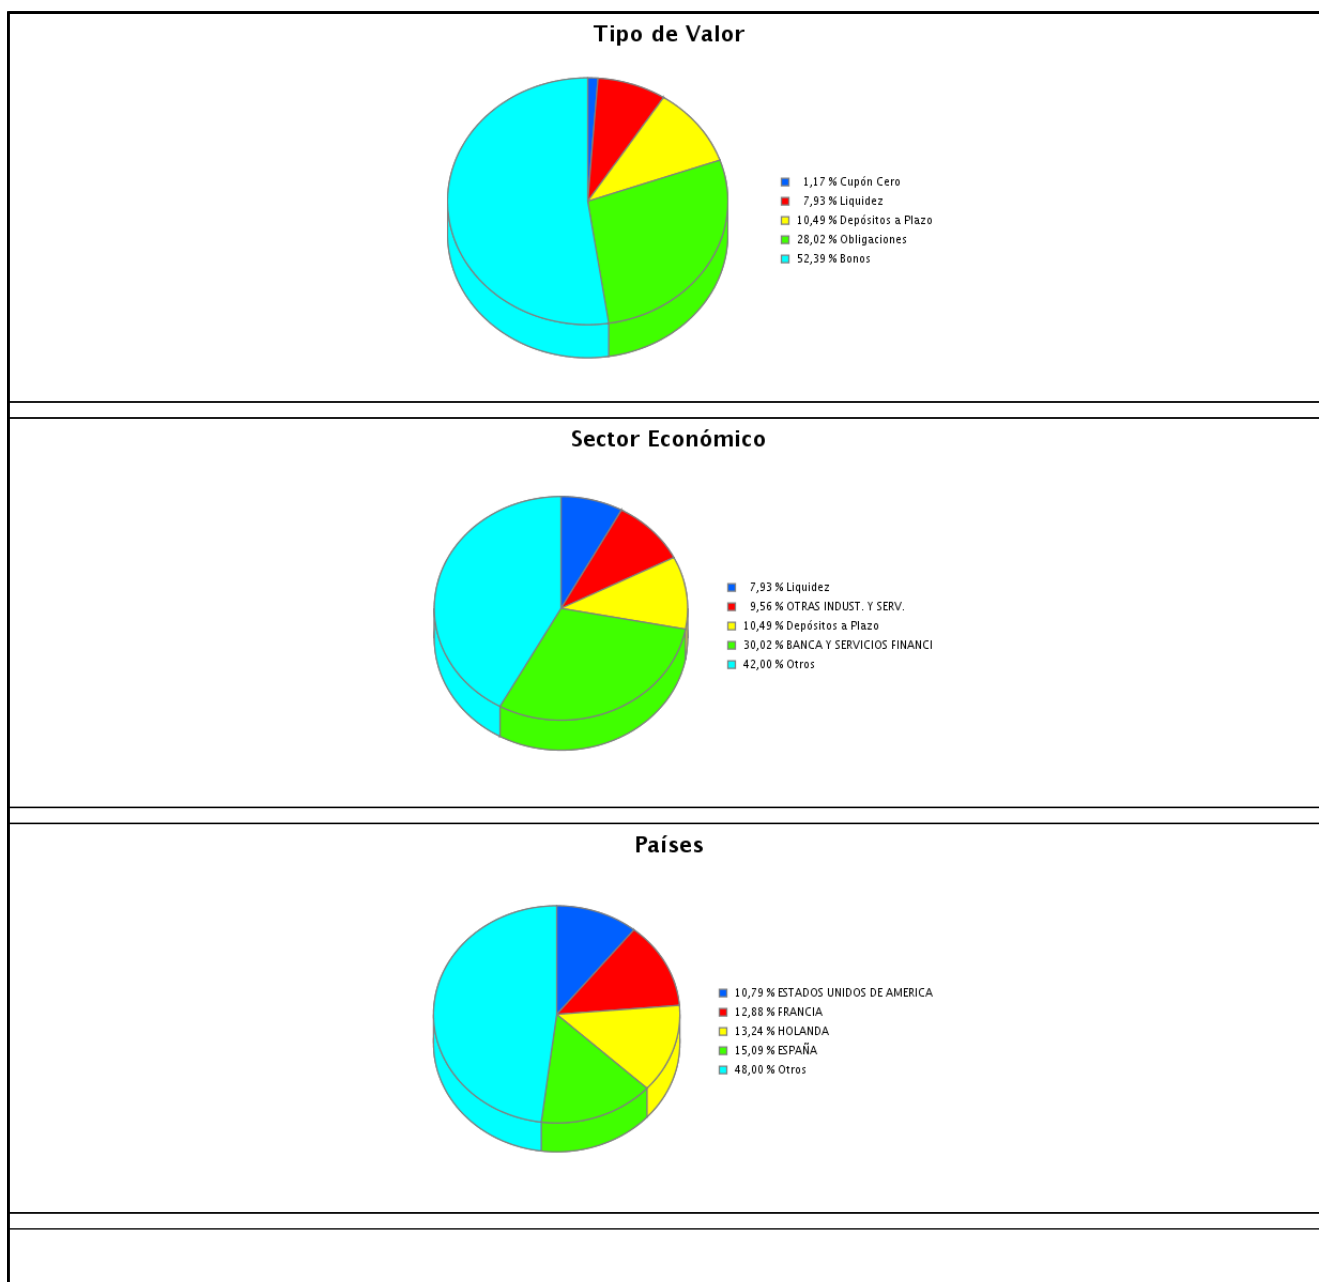 Tipo de Valor
1,17 % Cupón Cero
7,93 % Liquidez
10,49 % Depósitos a Plazo
28,02 % Obligaciones
52,39 % Bonos
Sector Económico
7,93 % Liquidez
9,56 % OTRAS INDUST. Y SERV.
10,49 % Depósitos a Plazo
30,02 % BANCA Y SERVICIOS FINANCI
42,00 % Otros
Países
10,79 % ESTADOS UNIDOS DE AMERICA
12,88 % FRANCIA
13,24 % HOLANDA
15,09 % ESPAÑA
48,00 % Otros